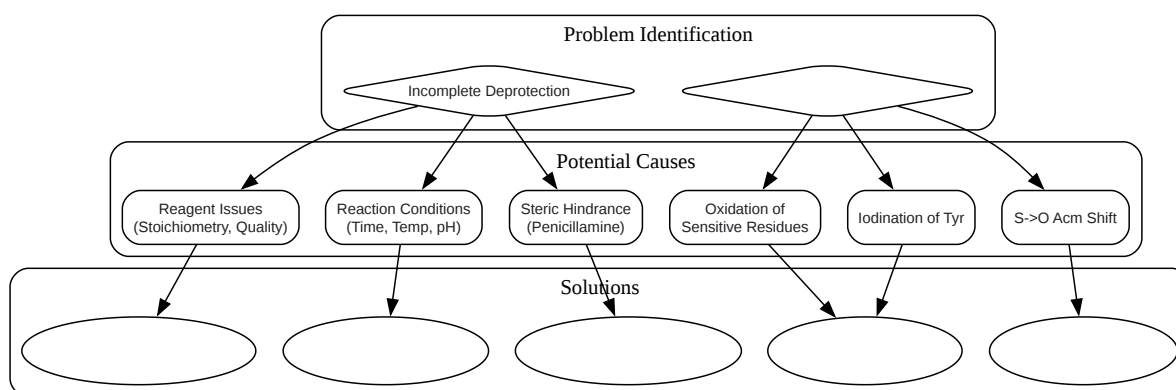 Problem Identification
Incomplete Deprotection
Potential Causes
Reagent Issues
(Stoichiometry, Quality)
Reaction Conditions
(Time, Temp, pH)
Steric Hindrance
(Penicillamine)
Oxidation of
Sensitive Residues
Iodination of Tyr
S->O Acm Shift
Solutions